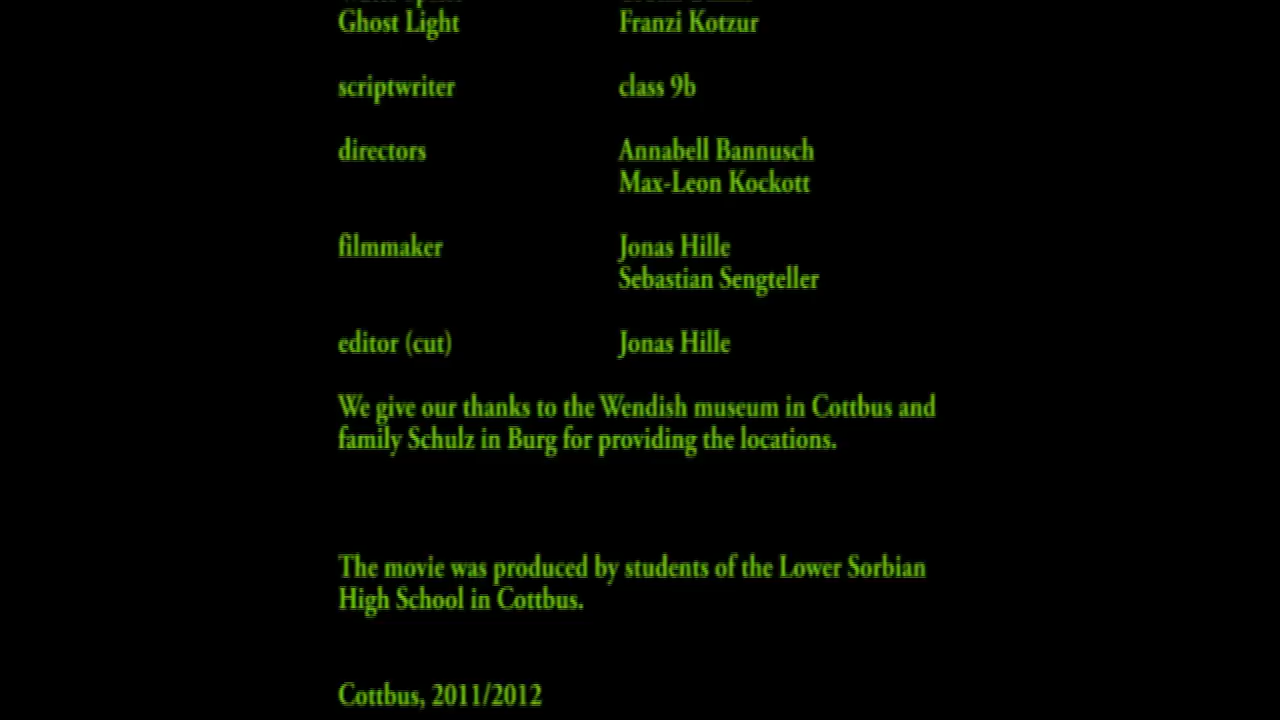 Ghost Light Franzi Kotzur
scriptwriter class 9b
directors Annabell Bannusch
Max-Leon Kockott
filmmaker Jonas Hille
Sebastian Sengteller
editor (cut) Jonas Hille
We give our thanks to the Wendish museum in Cottbus and
family Schulz in Burg for providing the locations.
The movie was produced by students of the Lower Sorbian
High School in Cottbus.
Cottbus, 2011/2012